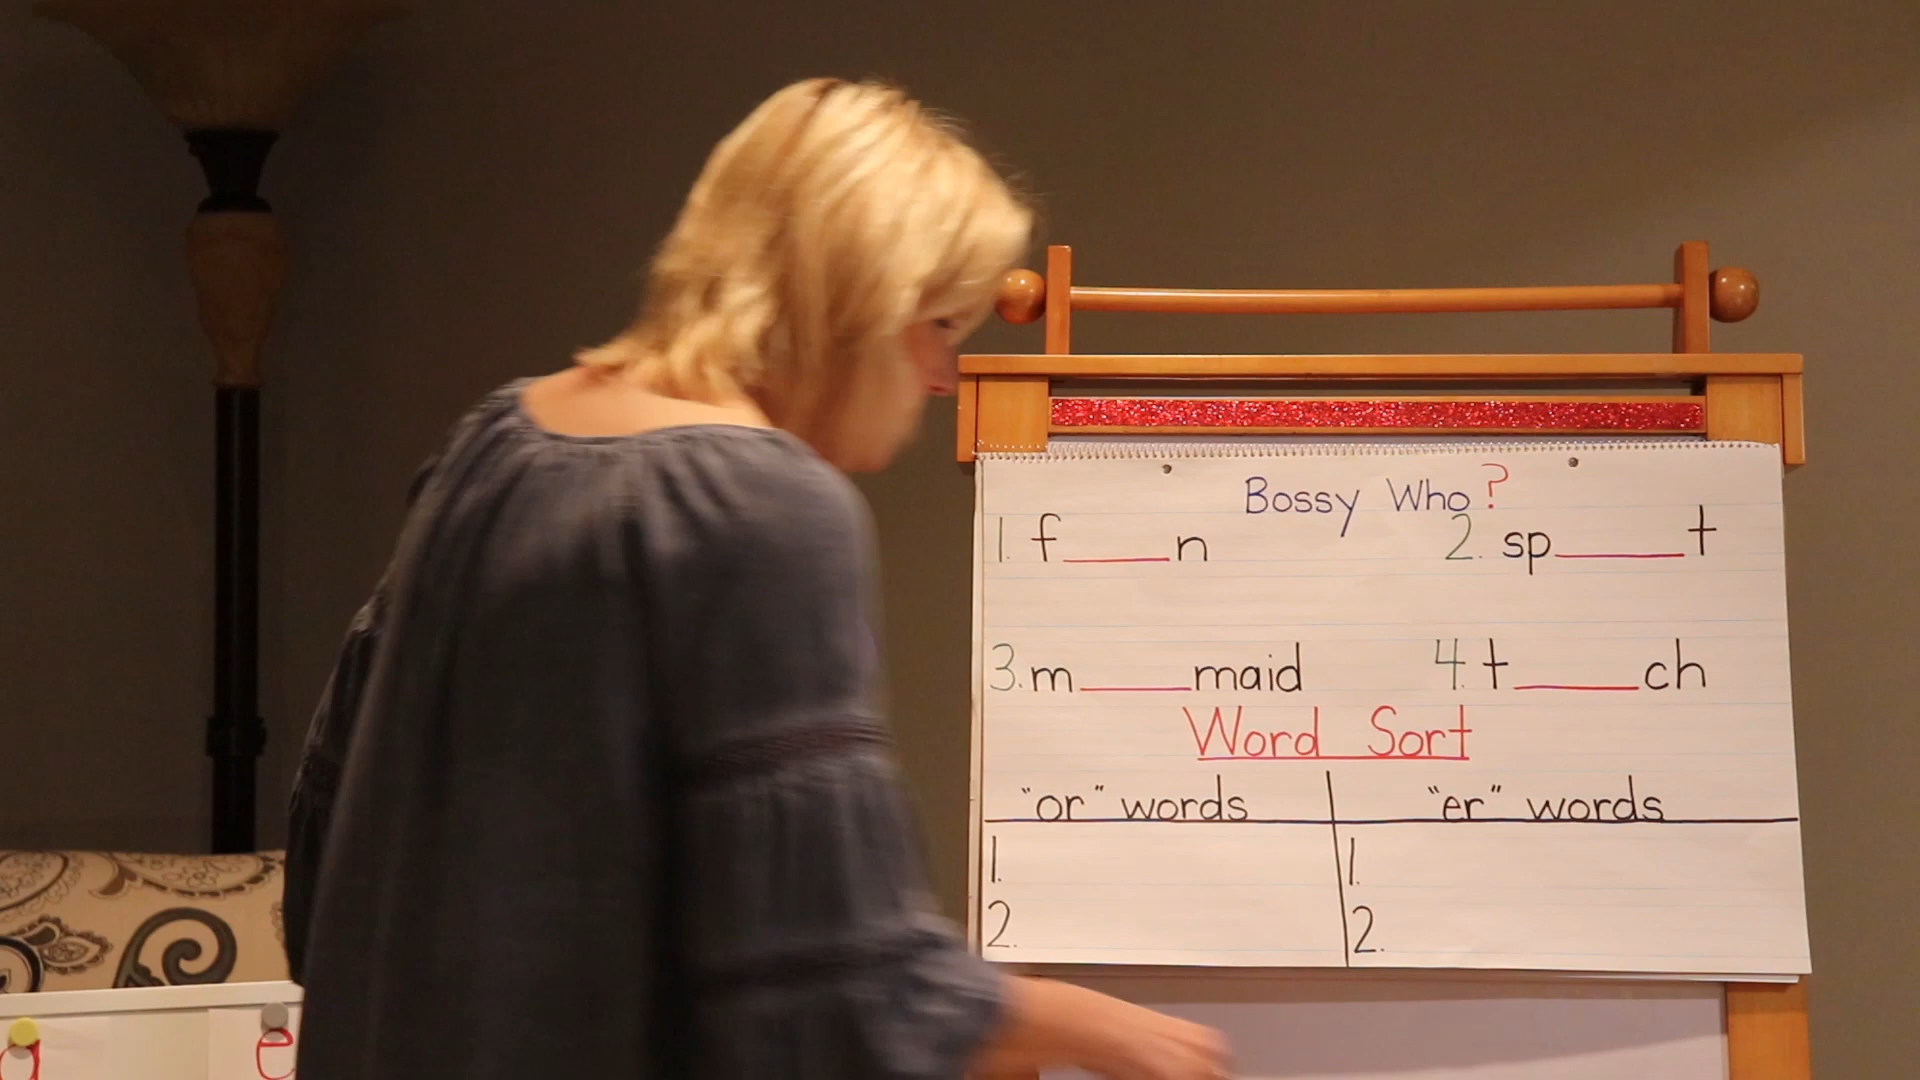 Bossy Who?
1. f____n 2. sp____t
3. m____maid 4. t____ch
Word Sort
"or" words "er" words
1. 1.
2. 2.
e